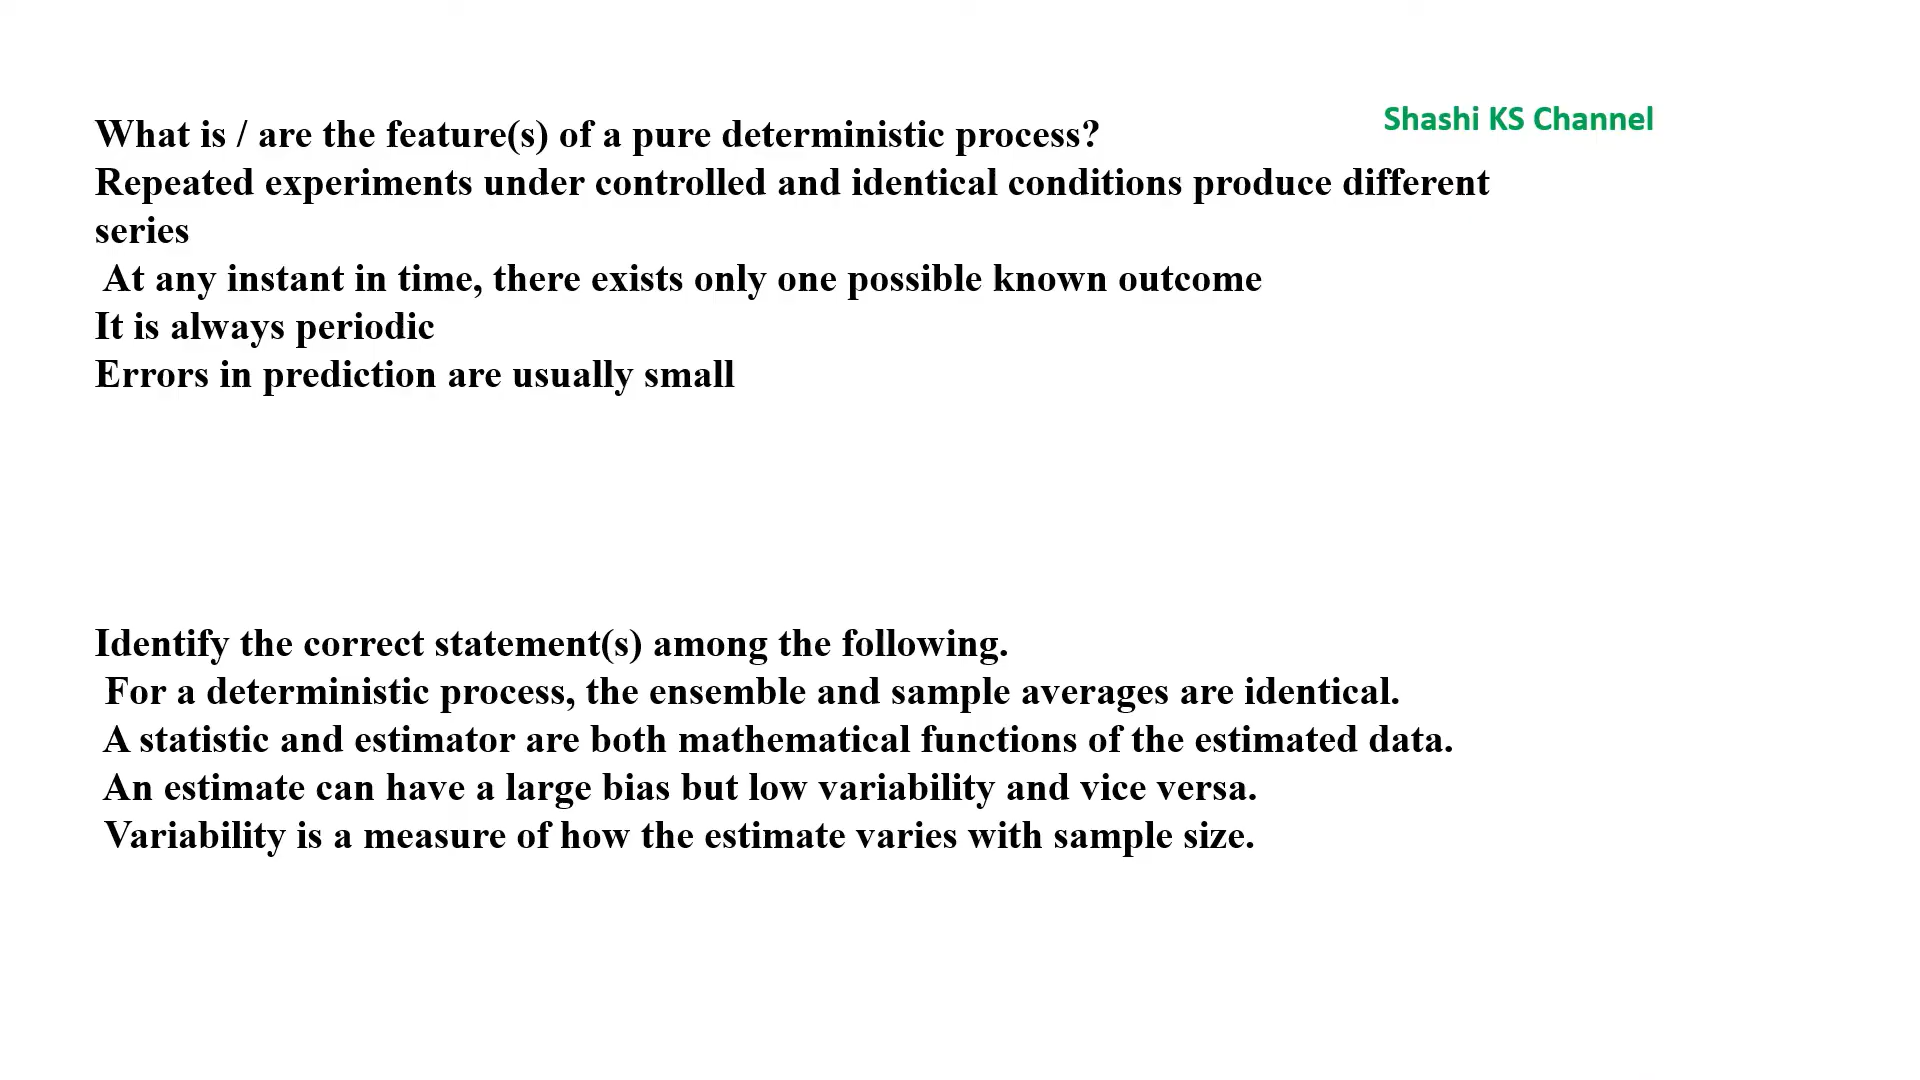 Shashi KS Channel
What is / are the feature(s) of a pure deterministic process?
Repeated experiments under controlled and identical conditions produce different
series
At any instant in time, there exists only one possible known outcome
It is always periodic
Errors in prediction are usually small
Identify the correct statement(s) among the following.
For a deterministic process, the ensemble and sample averages are identical.
A statistic and estimator are both mathematical functions of the estimated data.
An estimate can have a large bias but low variability and vice versa.
Variability is a measure of how the estimate varies with sample size.